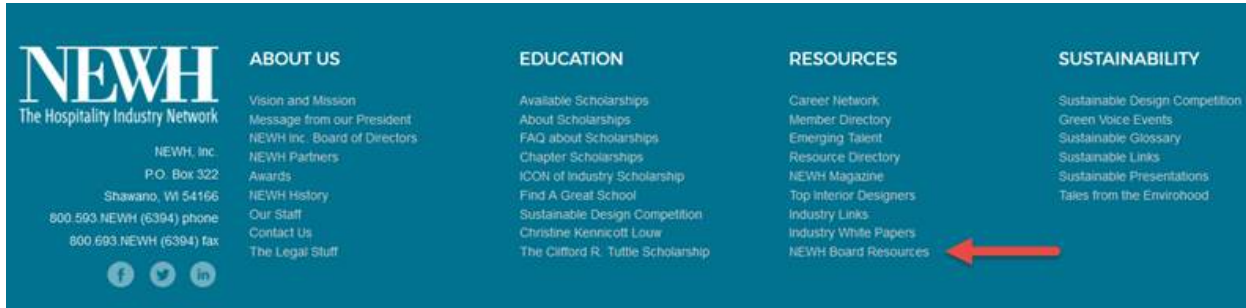 NEWH
The Hospitality Industry Network
NEWH, Inc.
P.O. Box 322
Shawano, WI 54166
800.593.NEWH (6394) phone
800.693.NEWH (6394) fax
ABOUT US
Vision and Mission
Message from our President
NEWH Inc. Board of Directors
NEWH Partners
Awards
NEWH History
Our Staff
Contact Us
The Legal Stuff
EDUCATION
Available Scholarships
About Scholarships
FAQ about Scholarships
Chapter Scholarships
ICON of Industry Scholarship
Find A Great School
Sustainable Design Competition
Christine Kennicott Louw
The Clifford R. Tuttle Scholarship
RESOURCES
Career Network
Member Directory
Emerging Talent
Resource Directory
NEWH Magazine
Top Interior Designers
Industry Links
Industry White Papers
NEWH Board Resources
SUSTAINABILITY
Sustainable Design Competition
Green Voice Events
Sustainable Glossary
Sustainable Links
Sustainable Presentations
Tales from the Envirohood